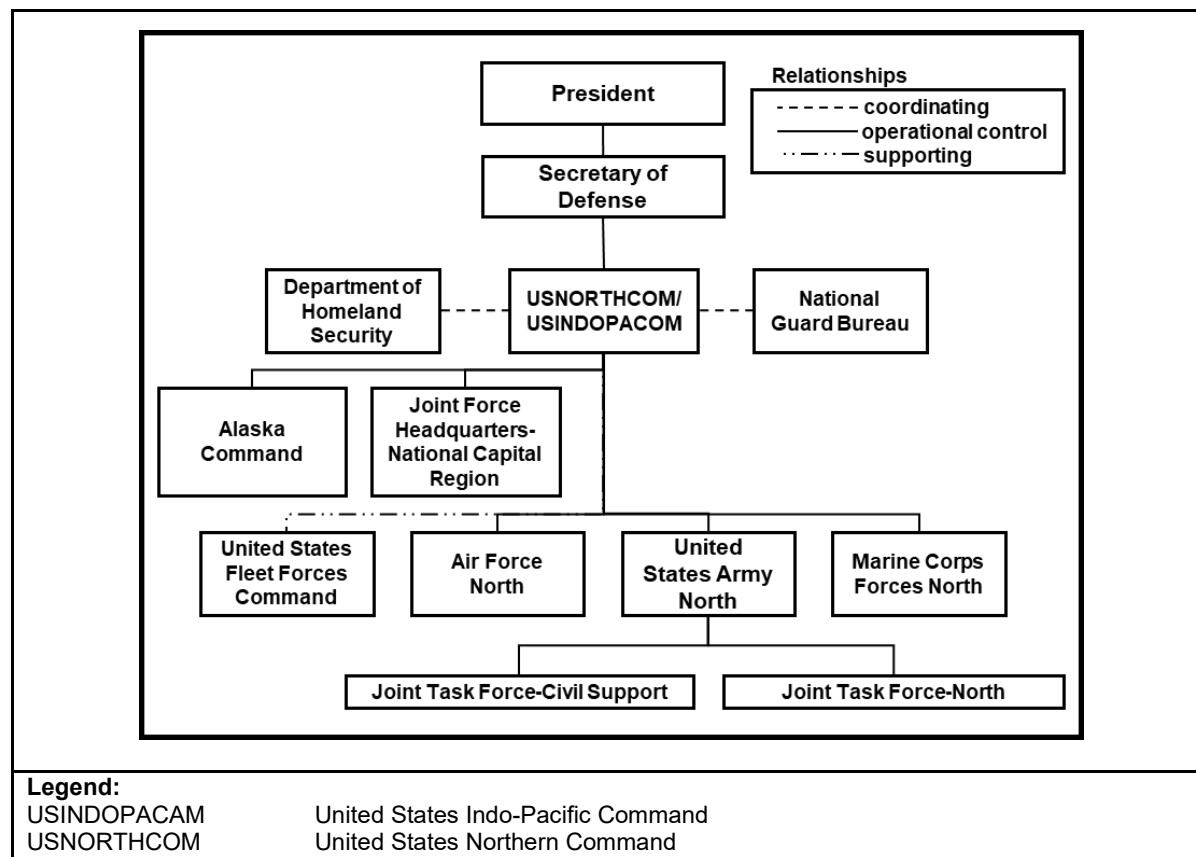 President
Relationships
coordinating
operational control
supporting
Secretary of
Defense
Department of
Homeland
Security
USNORTHCOM/
USINDOPACOM
National
Guard Bureau
Alaska
Command
Joint Force
Headquarters-
National Capital
Region
United States
Fleet Forces
Command
Air Force
North
United
States Army
North
Marine Corps
Forces North
Joint Task Force-Civil Support
Joint Task Force-North
Legend:
USINDOPACAM United States Indo-Pacific Command
USNORTHCOM United States Northern Command